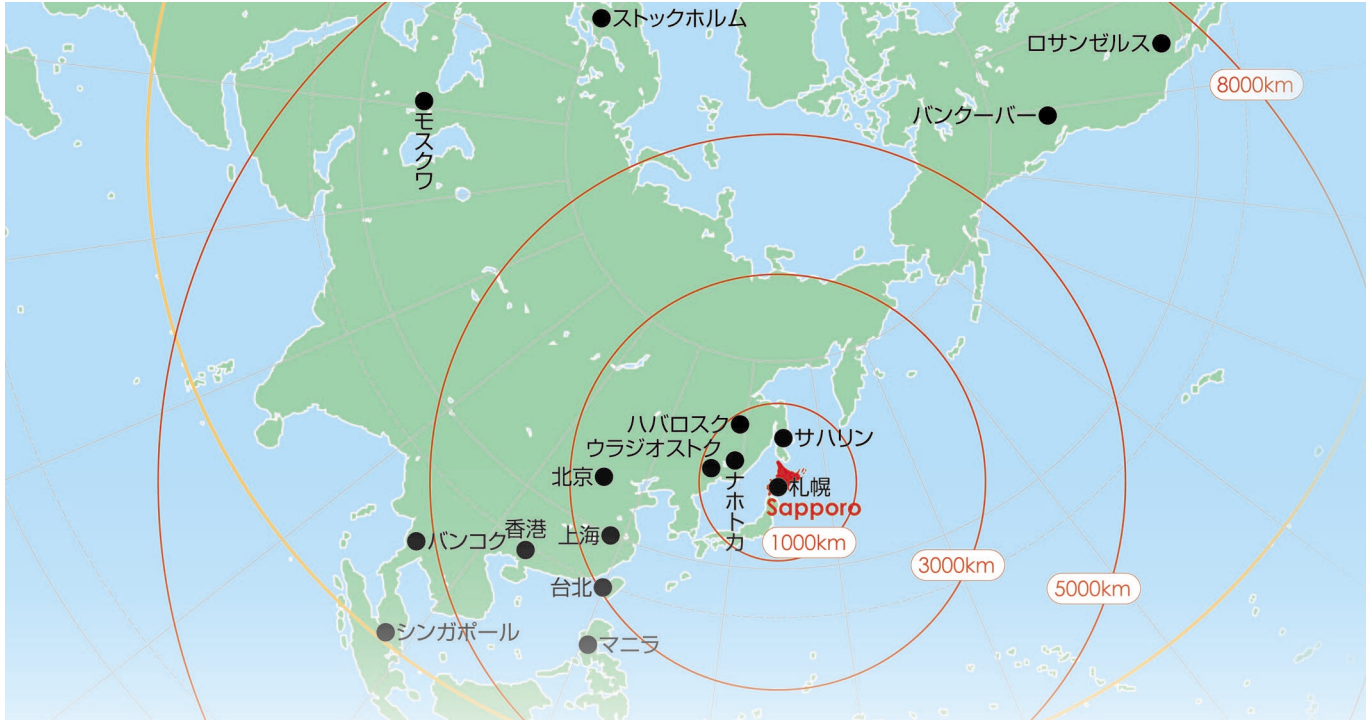 ストックホルム
ロサンゼルス
8000km
モスクワ
バンクーバー
ハバロスク
サハリン
ウラジオストク
北京
ナホトカ
札幌
Sapporo
バンコク
香港
上海
1000km
3000km
5000km
台北
シンガポール
マニラ